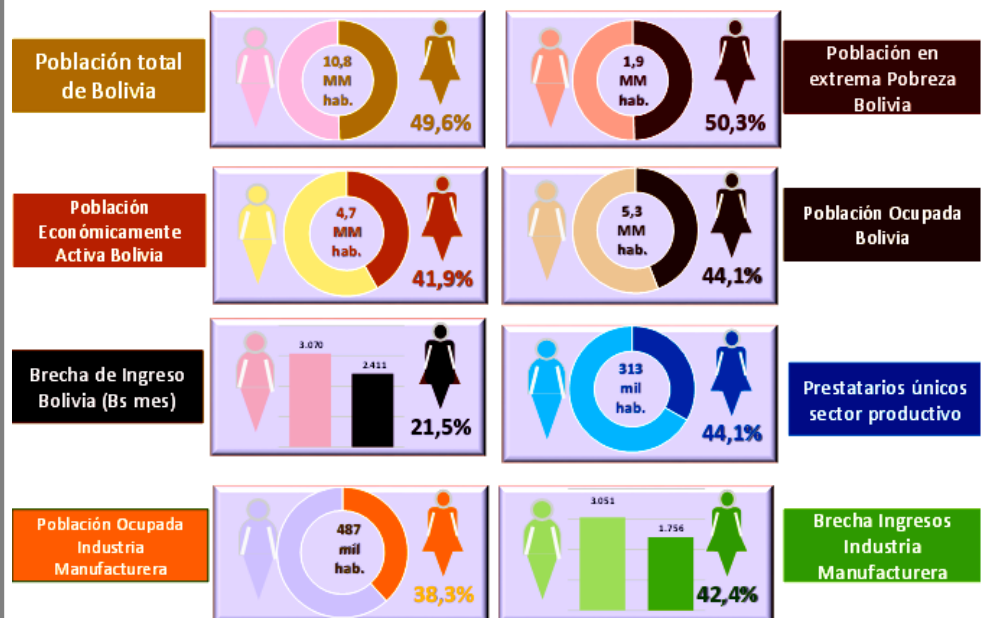 Población total
de Bolivia
10,8
MM
hab.
49,6%
1,9
MM
hab.
50,3%
Población en
extrema Pobreza
Bolivia
Población
Económicamente
Activa Bolivia
4,7
MM
hab.
41,9%
5,3
MM
hab.
44,1%
Población Ocupada
Bolivia
Brecha de Ingreso
Bolivia (Bs mes)
3.070
2.411
21,5%
313
mil
hab.
44,1%
Prestatarios únicos
sector productivo
Población Ocupada
Industria
Manufacturera
487
mil
hab.
38,3%
3.051
1.756
42,4%
Brecha Ingresos
Industria
Manufacturera